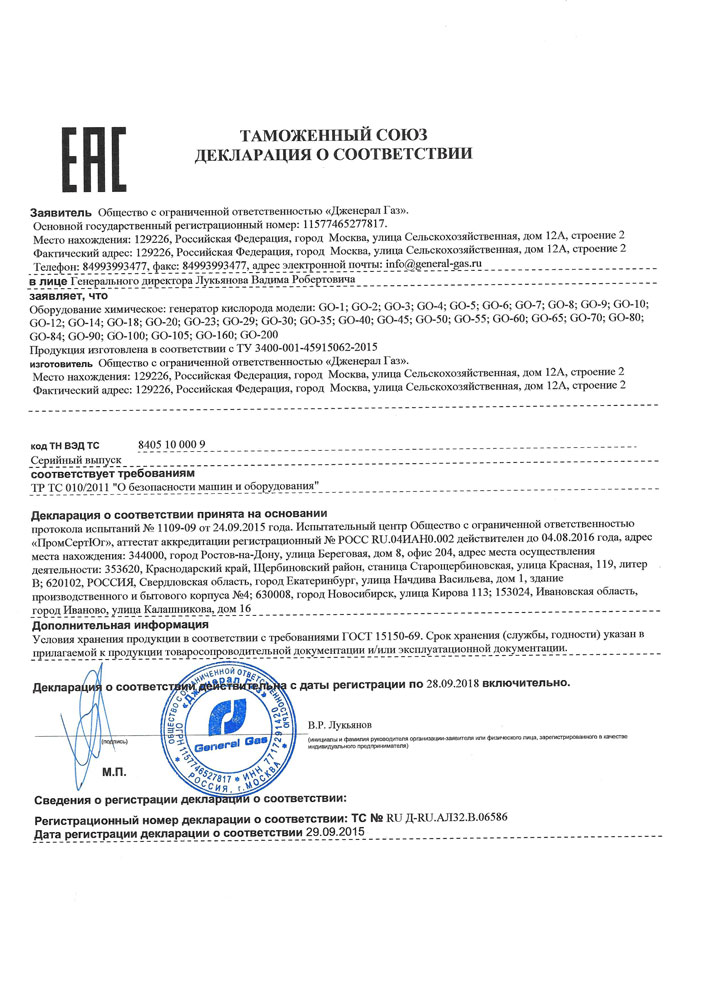 ЕАС
ТАМОЖЕННЫЙ СОЮЗ
ДЕКЛАРАЦИЯ О СООТВЕТСТВИИ
Заявитель Общество с ограниченной ответственностью «Дженерал Газ».
Основной государственный регистрационный номер: 11577465277817.
Место нахождения: 129226, Российская Федерация, город Москва, улица Сельскохозяйственная, дом 12А, строение 2
Фактический адрес: 129226, Российская Федерация, город Москва, улица Сельскохозяйственная, дом 12А, строение 2
Телефон: 84993993477, факс: 84993993477, адрес электронной почты: info@general-gas.ru
в лице Генерального директора Лукьянова Вадима Робертовича
заявляет, что
Оборудование химическое: генератор кислорода модели: GO-1; GO-2; GO-3; GO-4; GO-5; GO-6; GO-7; GO-8; GO-9; GO-10;
GO-12; GO-14; GO-18; GO-20; GO-23; GO-29; GO-30; GO-35; GO-40; GO-45; GO-50; GO-55; GO-60; GO-65; GO-70; GO-80;
GO-84; GO-90; GO-100; GO-105; GO-160; GO-200
Продукция изготовлена в соответствии с ТУ 3400-001-45915062-2015
изготовитель Общество с ограниченной ответственностью «Дженерал Газ».
Место нахождения: 129226, Российская Федерация, город Москва, улица Сельскохозяйственная, дом 12А, строение 2
Фактический адрес: 129226, Российская Федерация, город Москва, улица Сельскохозяйственная, дом 12А, строение 2
код ТН ВЭД ТС 8405 10 000 9
Серийный выпуск
соответствует требованиям
ТР ТС 010/2011 "О безопасности машин и оборудования"
Декларация о соответствии принята на основании
протокола испытаний № 1109-09 от 24.09.2015 года. Испытательный центр Общество с ограниченной ответственностью
«ПромСертЮг», аттестат аккредитации регистрационный № РОСС RU.04ИАН0.002 действителен до 04.08.2016 года, адрес
места нахождения: 344000, город Ростов-на-Дону, улица Береговая, дом 8, офис 204, адрес места осуществления
деятельности: 353620, Краснодарский край, Щербиновский район, станица Старощербиновская, улица Красная, 119, литер
В; 620102, РОССИЯ, Свердловская область, город Екатеринбург, улица Начдива Васильева, дом 1, здание
производственного и бытового корпуса №4; 630008, город Новосибирск, улица Кирова 113; 153024, Ивановская область,
город Иваново, улица Калашникова, дом 16
Дополнительная информация
Условия хранения продукции в соответствии с требованиями ГОСТ 15150-69. Срок хранения (службы, годности) указан в
прилагаемой к продукции товаросопроводительной документации и/или эксплуатационной документации.
Декларация о соответствии действительна с даты регистрации по 28.09.2018 включительно.
ОБЩЕСТВО С ОГРАНИЧЕННОЙ ОТВЕТСТВЕННОСТЬЮ
«Дженерал Газ»
General Gas
ОГРН 1157746527817 * ИНН 7717291420
* РОССИЯ, г.МОСКВА *
В.Р. Лукьянов
(подпись)
(инициалы и фамилия руководителя организации-заявителя или физического лица, зарегистрированного в качестве
индивидуального предпринимателя)
М.П.
Сведения о регистрации декларации о соответствии:
Регистрационный номер декларации о соответствии: ТС № RU Д-RU.АЛ32.В.06586
Дата регистрации декларации о соответствии 29.09.2015